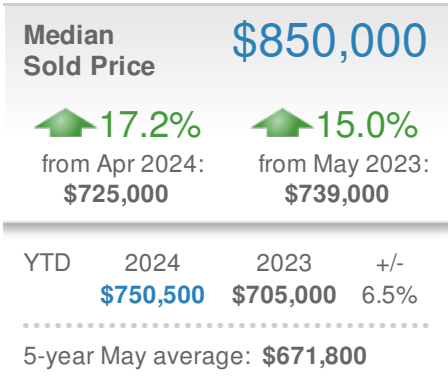 Median $850,000
Sold Price
17.2% 15.0%
from Apr 2024: from May 2023:
$725,000 $739,000
YTD 2024 2023 +/-
$750,500 $705,000 6.5%
5-year May average: $671,800